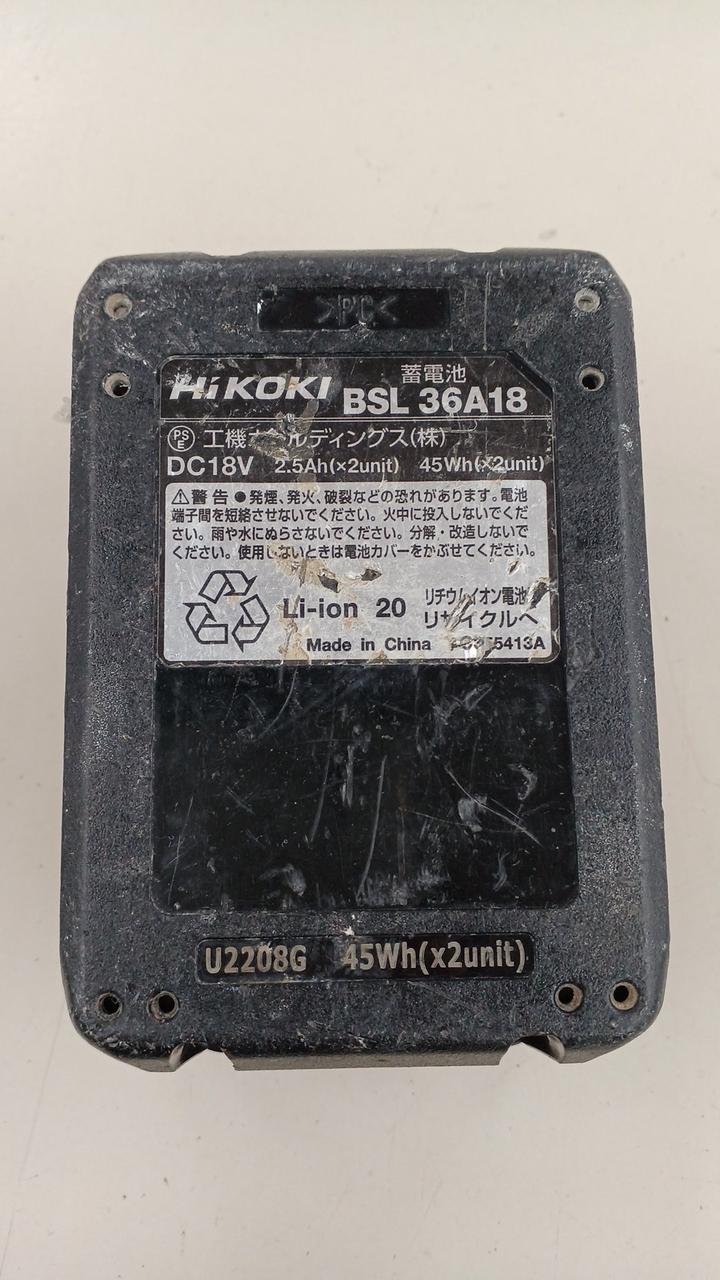 >PC<
HiKOKI
蓄電池
BSL 36A18
PS E
工機 ルディングス(株)
DC18V 2.5Ah(×2unit) 45Wh(×2unit)
⚠警告 ●発煙、発火、破裂などの恐れがあります。電池
端子間を短絡させないでください。火中に投入しないでくだ
さい。雨や水にぬらさないでください。分解・改造しないで
ください。使用しないときは電池カバーをかぶせてください。
Li-ion 20
リチウムイオン電池
リサイクルへ
Made in China
U2208G 45Wh(x2unit)